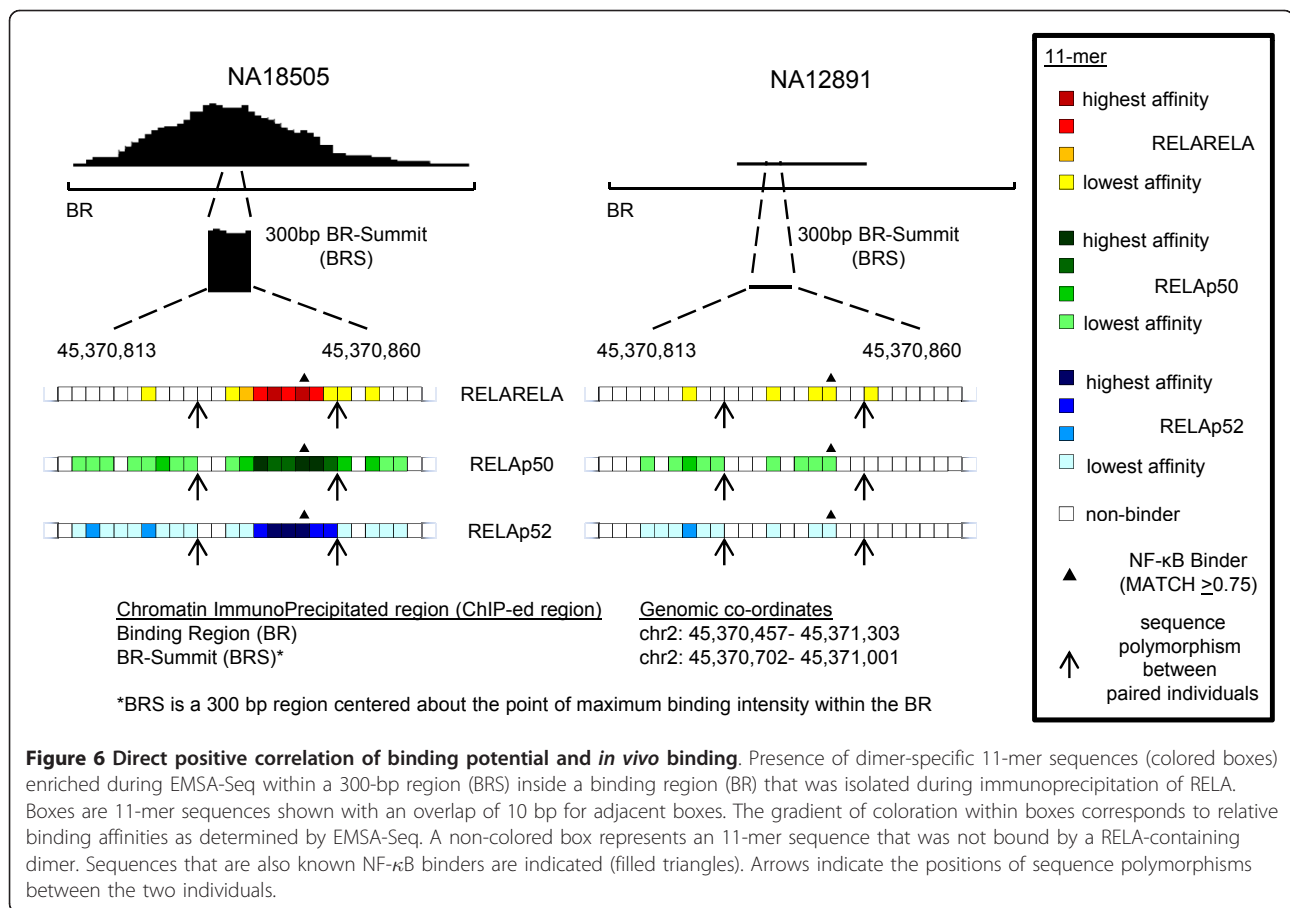 NA18505
NA12891
BR
300bp BR-Summit
(BRS)
BR
300bp BR-Summit
(BRS)
45,370,813
45,370,860
45,370,813
45,370,860
RELARELA
RELAp50
RELAp52
Chromatin ImmunoPrecipitated region (ChIP-ed region)
Genomic co-ordinates
Binding Region (BR)
chr2: 45,370,457- 45,371,303
BR-Summit (BRS)*
chr2: 45,370,702- 45,371,001
*BRS is a 300 bp region centered about the point of maximum binding intensity within the BR
11-mer
highest affinity
RELARELA
lowest affinity
highest affinity
RELAp50
lowest affinity
highest affinity
RELAp52
lowest affinity
non-binder
NF-κB Binder
(MATCH ≥0.75)
sequence
polymorphism
between
paired individuals
Figure 6 Direct positive correlation of binding potential and in vivo binding. Presence of dimer-specific 11-mer sequences (colored boxes)
enriched during EMSA-Seq within a 300-bp region (BRS) inside a binding region (BR) that was isolated during immunoprecipitation of RELA.
Boxes are 11-mer sequences shown with an overlap of 10 bp for adjacent boxes. The gradient of coloration within boxes corresponds to relative
binding affinities as determined by EMSA-Seq. A non-colored box represents an 11-mer sequence that was not bound by a RELA-containing
dimer. Sequences that are also known NF-κB binders are indicated (filled triangles). Arrows indicate the positions of sequence polymorphisms
between the two individuals.